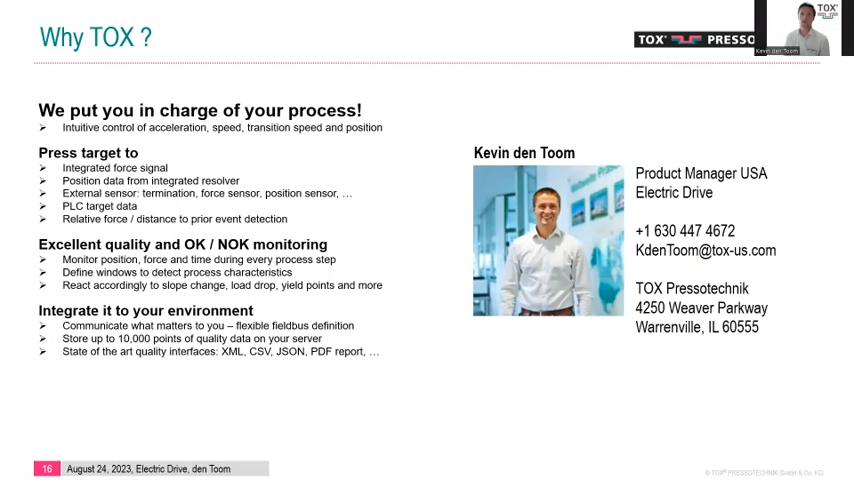 Why TOX ?
TOX® PRESSO
TOX
Kevin den Toom
We put you in charge of your process!
➢ Intuitive control of acceleration, speed, transition speed and position
Press target to
➢ Integrated force signal
➢ Position data from integrated resolver
➢ External sensor: termination, force sensor, position sensor, …
➢ PLC target data
➢ Relative force / distance to prior event detection
Excellent quality and OK / NOK monitoring
➢ Monitor position, force and time during every process step
➢ Define windows to detect process characteristics
➢ React accordingly to slope change, load drop, yield points and more
Integrate it to your environment
➢ Communicate what matters to you – flexible fieldbus definition
➢ Store up to 10,000 points of quality data on your server
➢ State of the art quality interfaces: XML, CSV, JSON, PDF report, …
Kevin den Toom
Product Manager USA
Electric Drive
+1 630 447 4672
KdenToom@tox-us.com
TOX Pressotechnik
4250 Weaver Parkway
Warrenville, IL 60555
16 August 24, 2023, Electric Drive, den Toom
© TOX® PRESSOTECHNIK GmbH & Co. KG